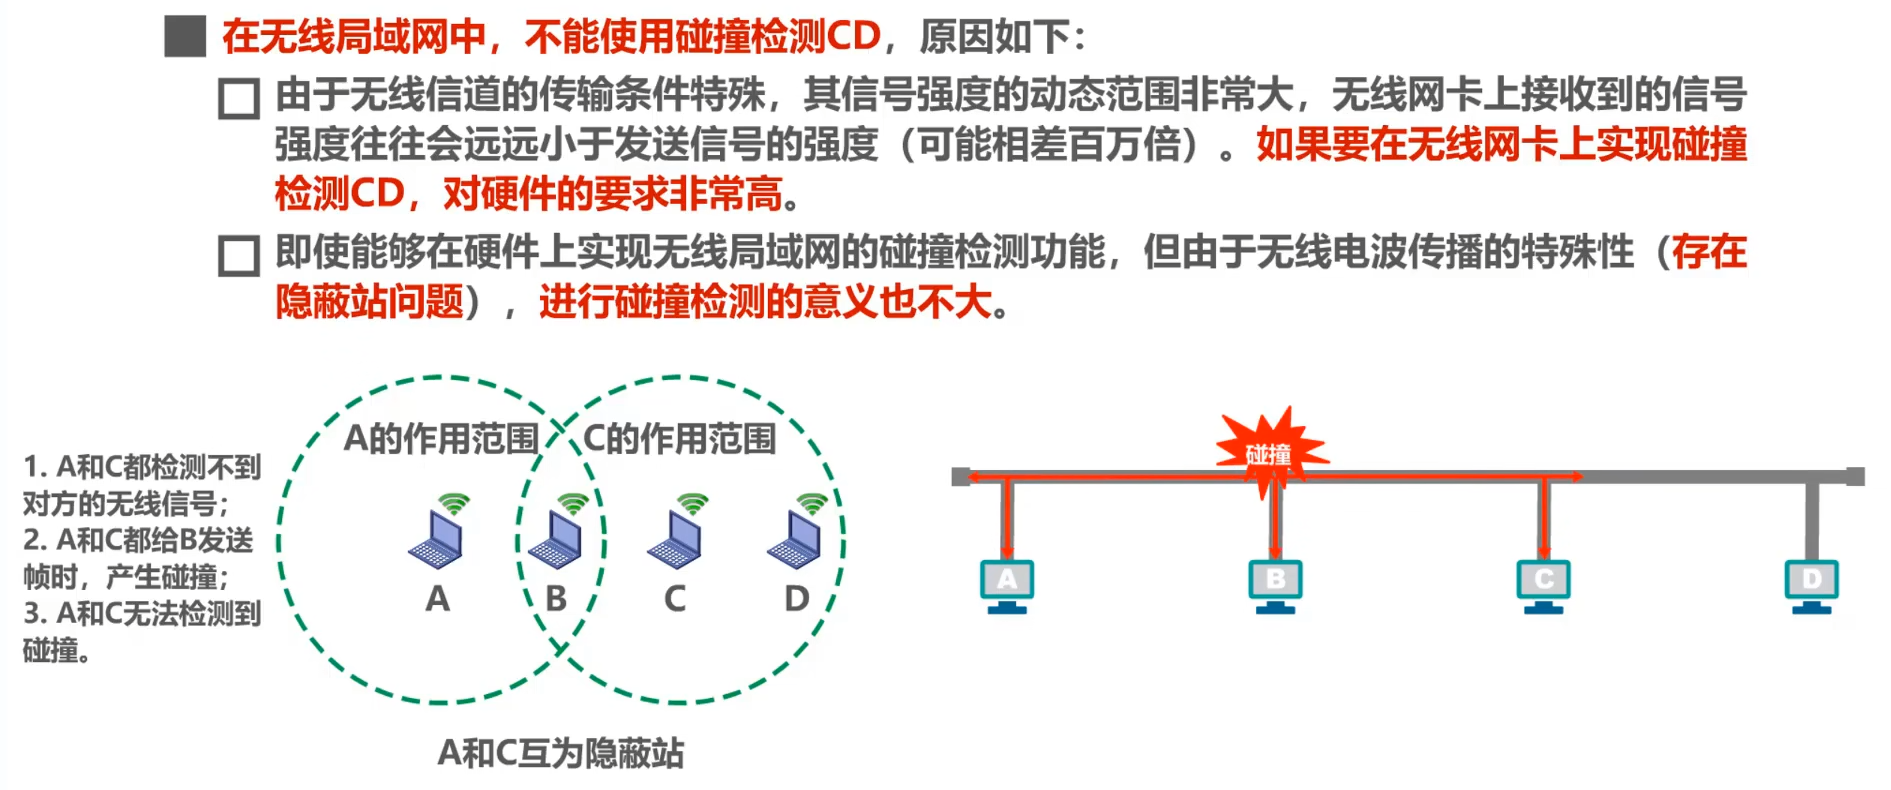 在无线局域网中，不能使用碰撞检测CD，原因如下：
由于无线信道的传输条件特殊，其信号强度的动态范围非常大，无线网卡上接收到的信号
强度往往会远远小于发送信号的强度（可能相差百万倍）。如果要在无线网卡上实现碰撞
检测CD，对硬件的要求非常高。
即使能够在硬件上实现无线局域网的碰撞检测功能，但由于无线电波传播的特殊性（存在
隐蔽站问题），进行碰撞检测的意义也不大。
1. A和C都检测不到
对方的无线信号；
2. A和C都给B发送
帧时，产生碰撞；
3. A和C无法检测到
碰撞。
A的作用范围
C的作用范围
A
B
C
D
A和C互为隐蔽站
碰撞
A
B
C
D